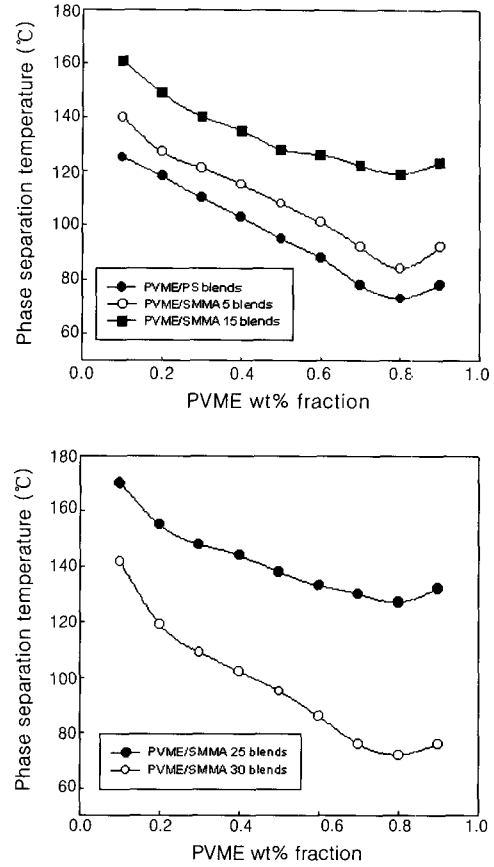 180
160
140
120
100
80
60
Phase separation temperature (℃)
PVME/PS blends
PVME/SMMA 5 blends
PVME/SMMA 15 blends
0.0 0.2 0.4 0.6 0.8 1.0
PVME wt% fraction
180
160
140
120
100
80
60
Phase separation temperature (℃)
PVME/SMMA 25 blends
PVME/SMMA 30 blends
0.0 0.2 0.4 0.6 0.8 1.0
PVME wt% fraction